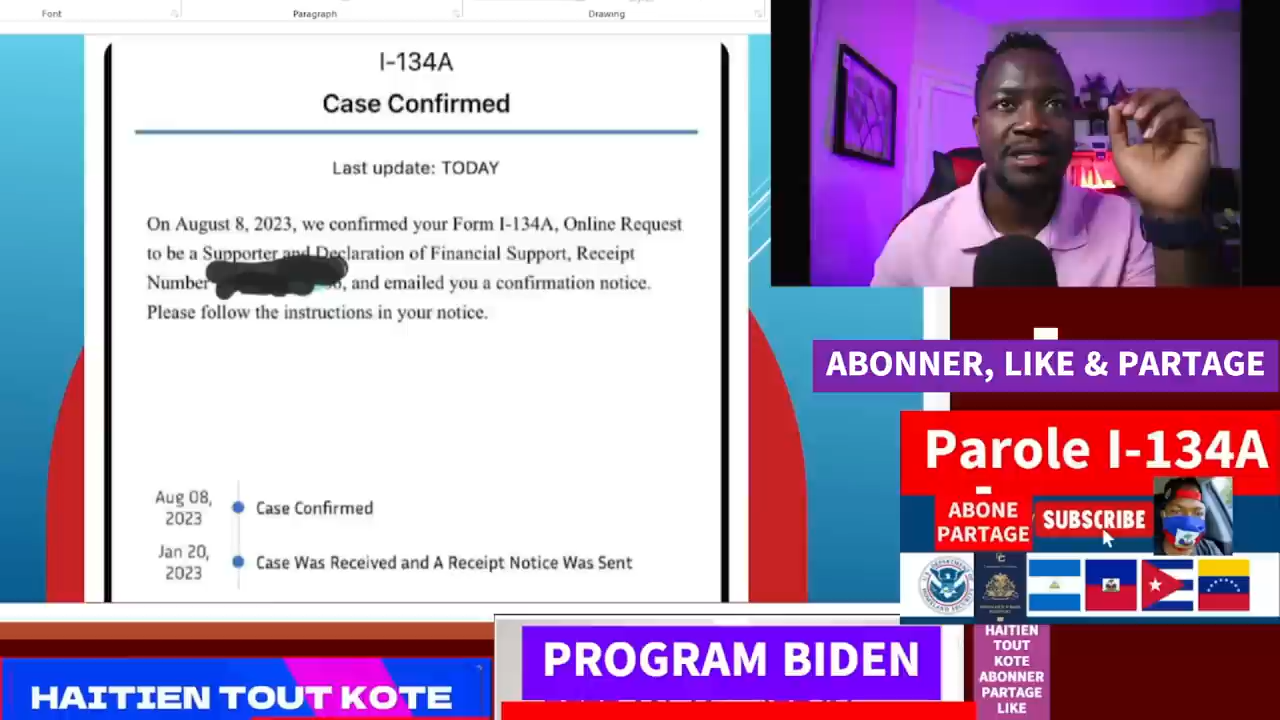 Font
Paragraph
Drawing
I-134A
Case Confirmed
Last update: TODAY
On August 8, 2023, we confirmed your Form I-134A, Online Request
to be a Supporter and Declaration of Financial Support, Receipt
Number , and emailed you a confirmation notice.
Please follow the instructions in your notice.
Aug 08,
2023
Case Confirmed
Jan 20,
2023
Case Was Received and A Receipt Notice Was Sent
ABONNER, LIKE & PARTAGE
Parole I-134A
ABONE
PARTAGE
SUBSCRIBE
HAITIEN
TOUT
KOTE
ABONNER
PARTAGE
LIKE
PROGRAM BIDEN
HAITIEN TOUT KOTE